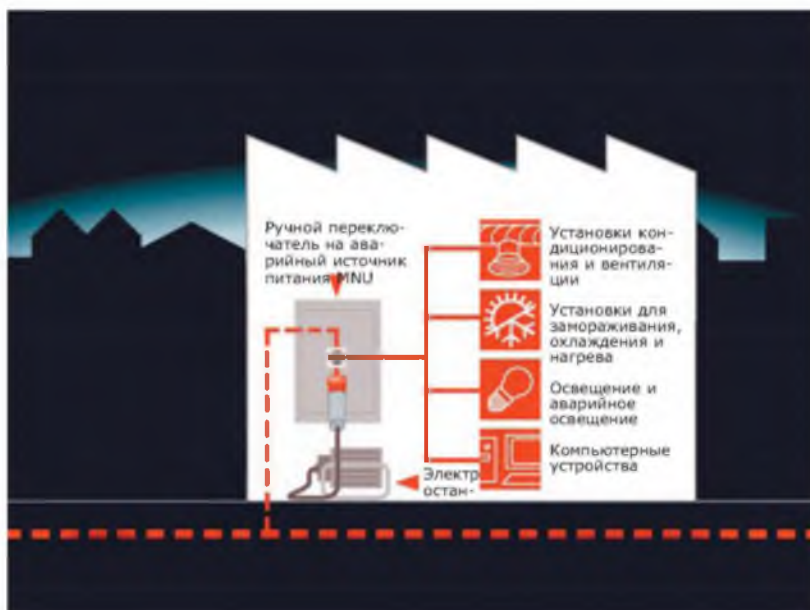 Ручной переклю-
чатель на ава-
рийный источник
питания MNU
Установки кон-
диционирова-
ния и вентиля-
ции
Установки для
замораживания,
охлаждения и
нагрева
Освещение и
аварийное
освещение
Компьютерные
устройства
Электр
остан-